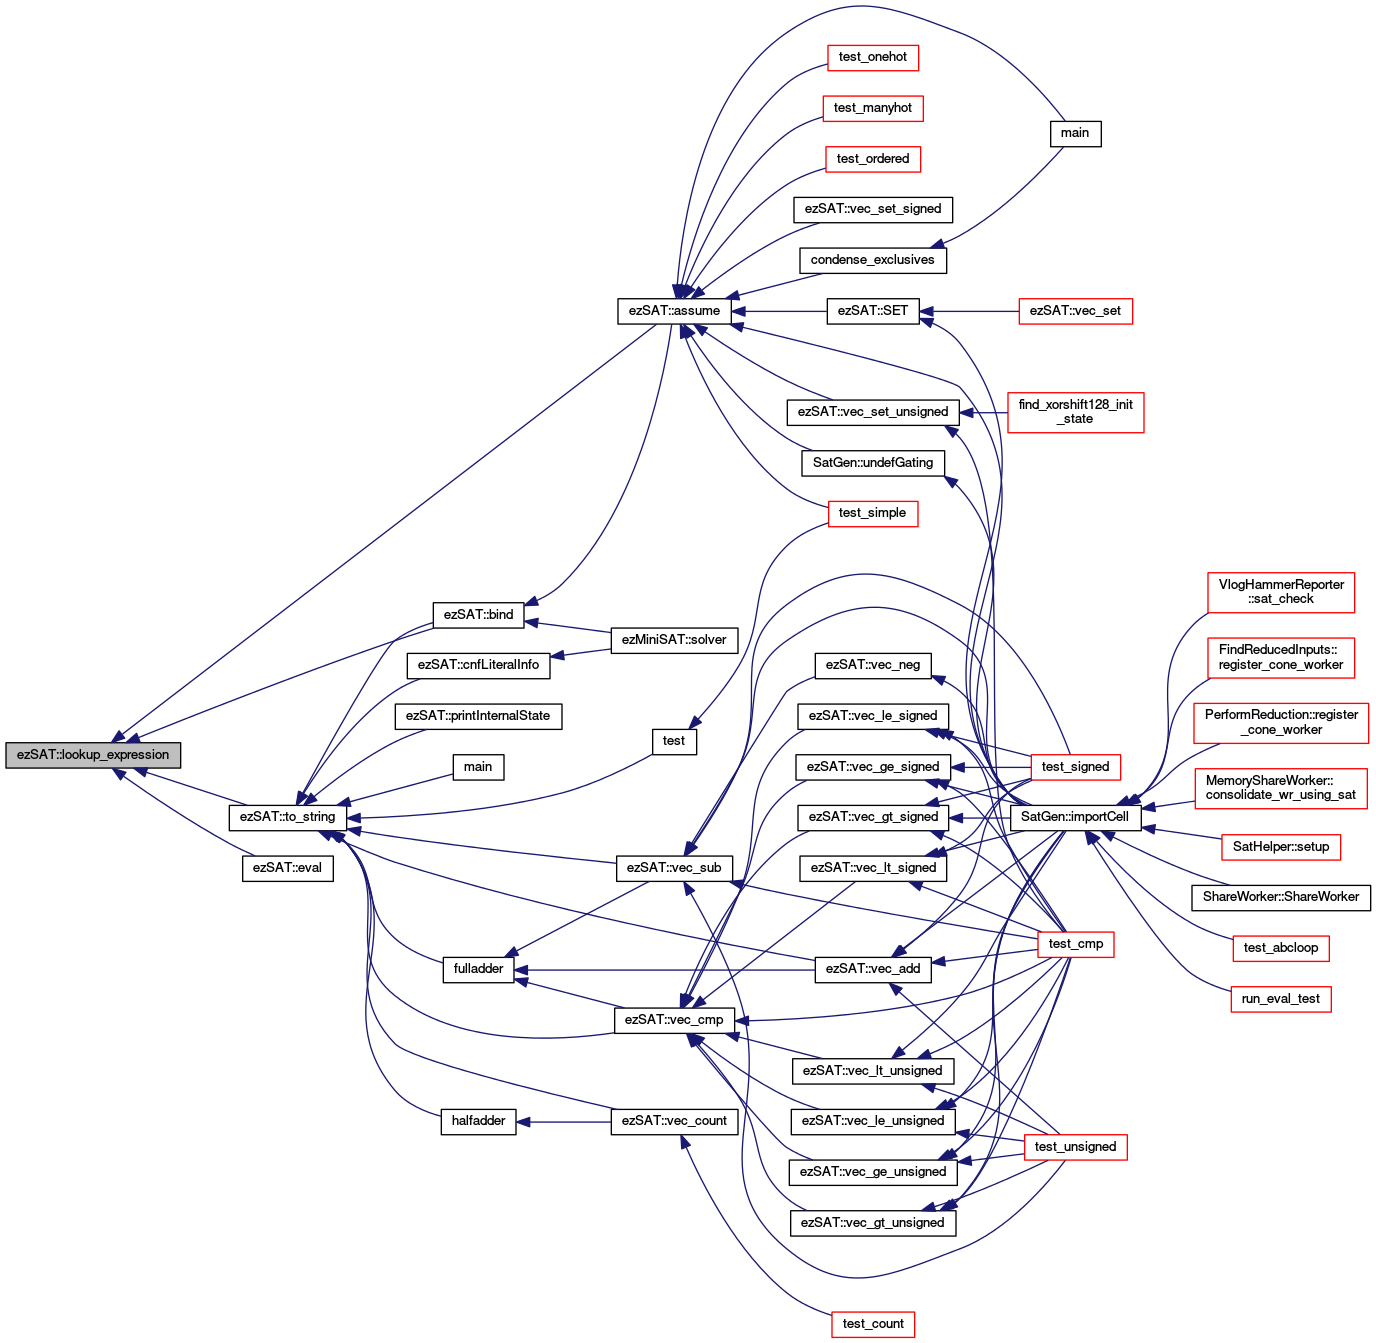 test_onehot
test_manyhot
main
test_ordered
ezSAT::vec_set_signed
condense_exclusives
ezSAT::assume
ezSAT::SET
ezSAT::vec_set
ezSAT::vec_set_unsigned
find_xorshift128_init
_state
SatGen::undefGating
test_simple
VlogHammerReporter
::sat_check
ezSAT::bind
ezMiniSAT::solver
ezSAT::cnfLiteralInfo
ezSAT::vec_neg
FindReducedInputs::
register_cone_worker
ezSAT::printInternalState
ezSAT::vec_le_signed
PerformReduction::register
_cone_worker
test
ezSAT::lookup_expression
main
ezSAT::vec_ge_signed
test_signed
MemoryShareWorker::
consolidate_wr_using_sat
ezSAT::to_string
ezSAT::vec_gt_signed
SatGen::importCell
SatHelper::setup
ezSAT::eval
ezSAT::vec_sub
ezSAT::vec_lt_signed
ShareWorker::ShareWorker
test_cmp
test_abcloop
fulladder
ezSAT::vec_add
run_eval_test
ezSAT::vec_cmp
ezSAT::vec_lt_unsigned
halfadder
ezSAT::vec_count
ezSAT::vec_le_unsigned
test_unsigned
ezSAT::vec_ge_unsigned
ezSAT::vec_gt_unsigned
test_count